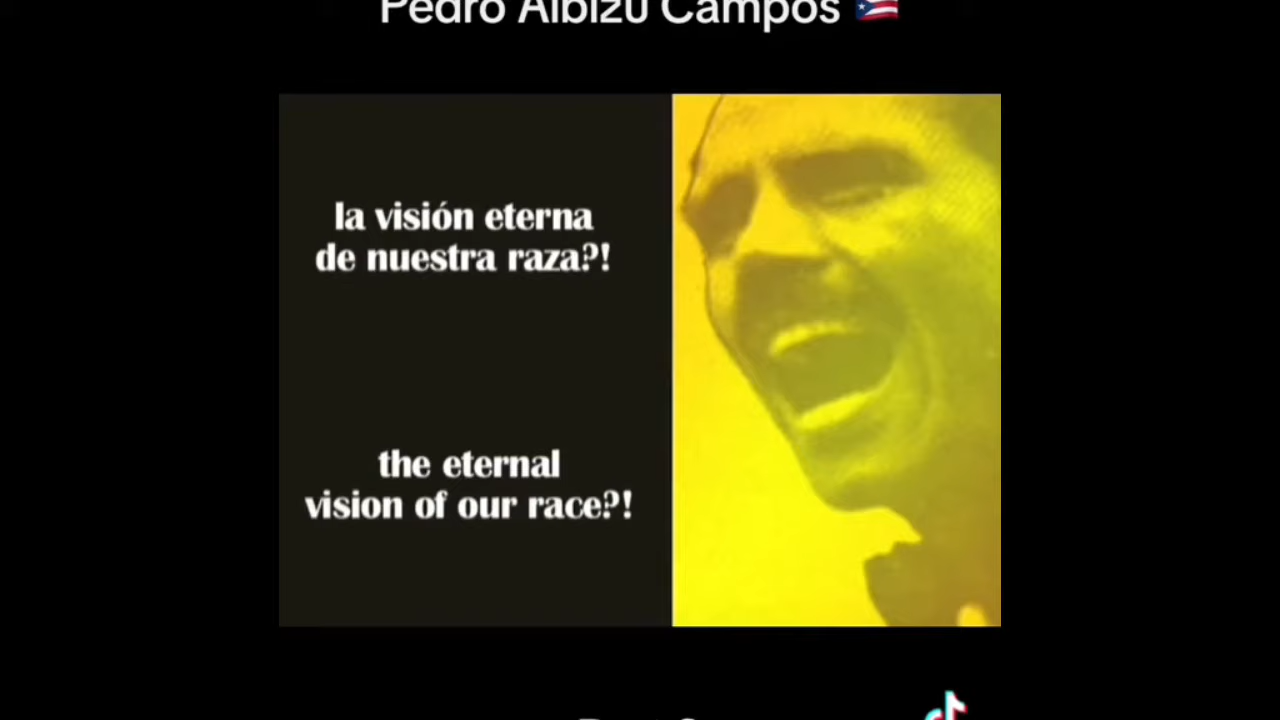 Pedro Albizu Campos 🇵🇷
la visión eterna
de nuestra raza?!
the eternal
vision of our race?!